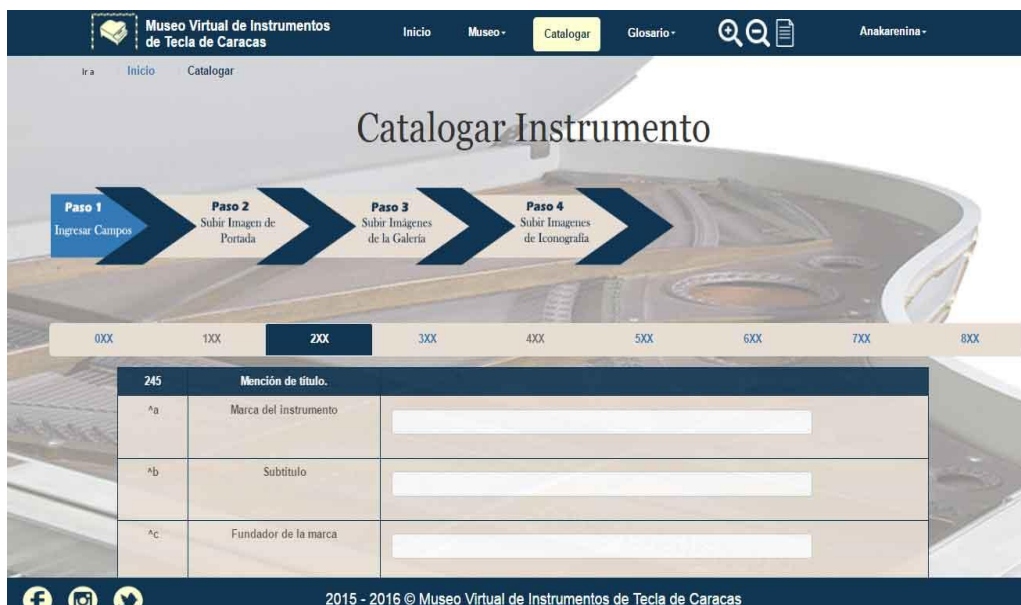 Museo Virtual de Instrumentos
de Tecla de Caracas
Inicio Museo Catalogar Glosario Anakarenina
Ir a Inicio Catalogar
Catalogar Instrumento
Paso 1
Ingresar Campos
Paso 2
Subir Imagen de
Portada
Paso 3
Subir Imágenes
de la Galería
Paso 4
Subir Imagenes
de Iconografía
0XX 1XX 2XX 3XX 4XX 5XX 6XX 7XX 8XX
245 Mención de título.
^a Marca del instrumento
^b Subtitulo
^c Fundador de la marca
2015 - 2016 © Museo Virtual de Instrumentos de Tecla de Caracas